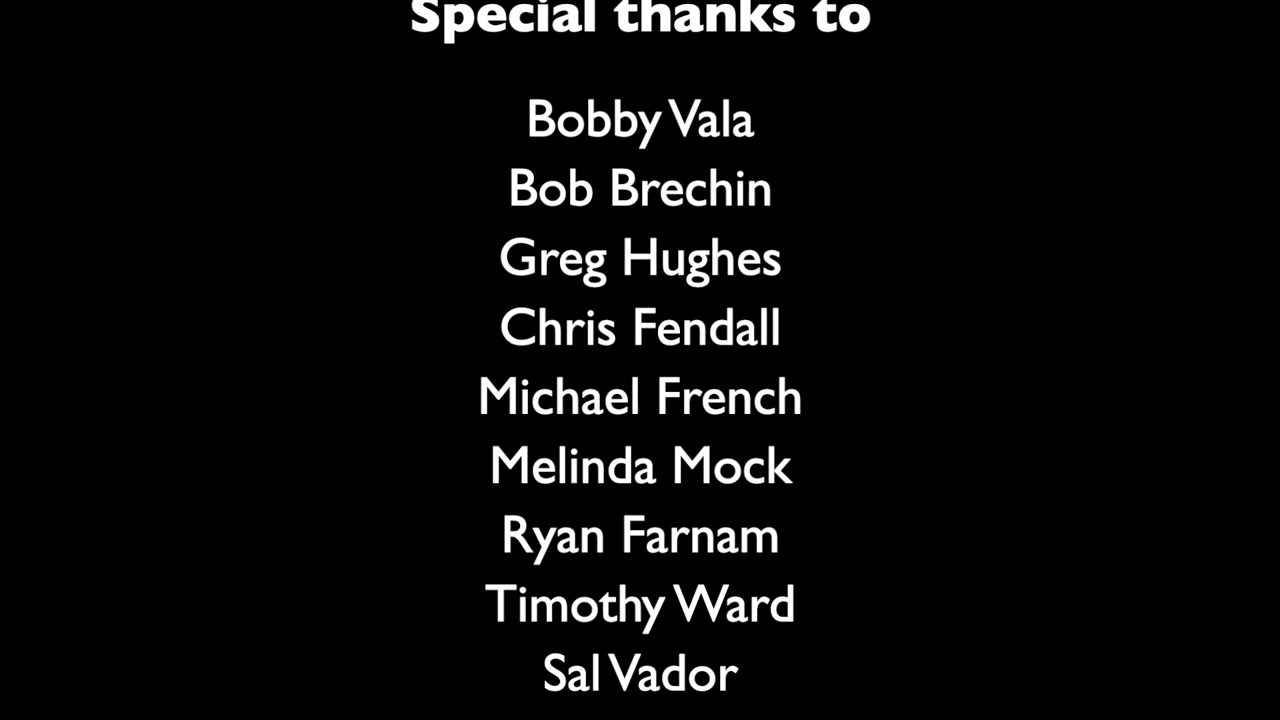 Special thanks to
Bobby Vala
Bob Brechin
Greg Hughes
Chris Fendall
Michael French
Melinda Mock
Ryan Farnam
Timothy Ward
Sal Vador